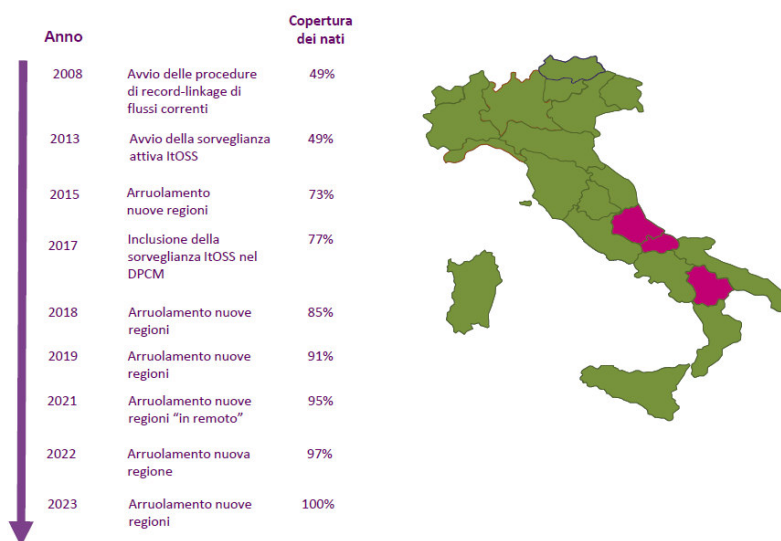 Anno
Copertura
dei nati
2008
Avvio delle procedure
di record-linkage di
flussi correnti
49%
2013
Avvio della sorveglianza
attiva ItOSS
49%
2015
Arruolamento
nuove regioni
73%
2017
Inclusione della
sorveglianza ItOSS nel
DPCM
77%
2018
Arruolamento nuove
regioni
85%
2019
Arruolamento nuove
regioni
91%
2021
Arruolamento nuove
regioni “in remoto”
95%
2022
Arruolamento nuova
regione
97%
2023
Arruolamento nuove
regioni
100%